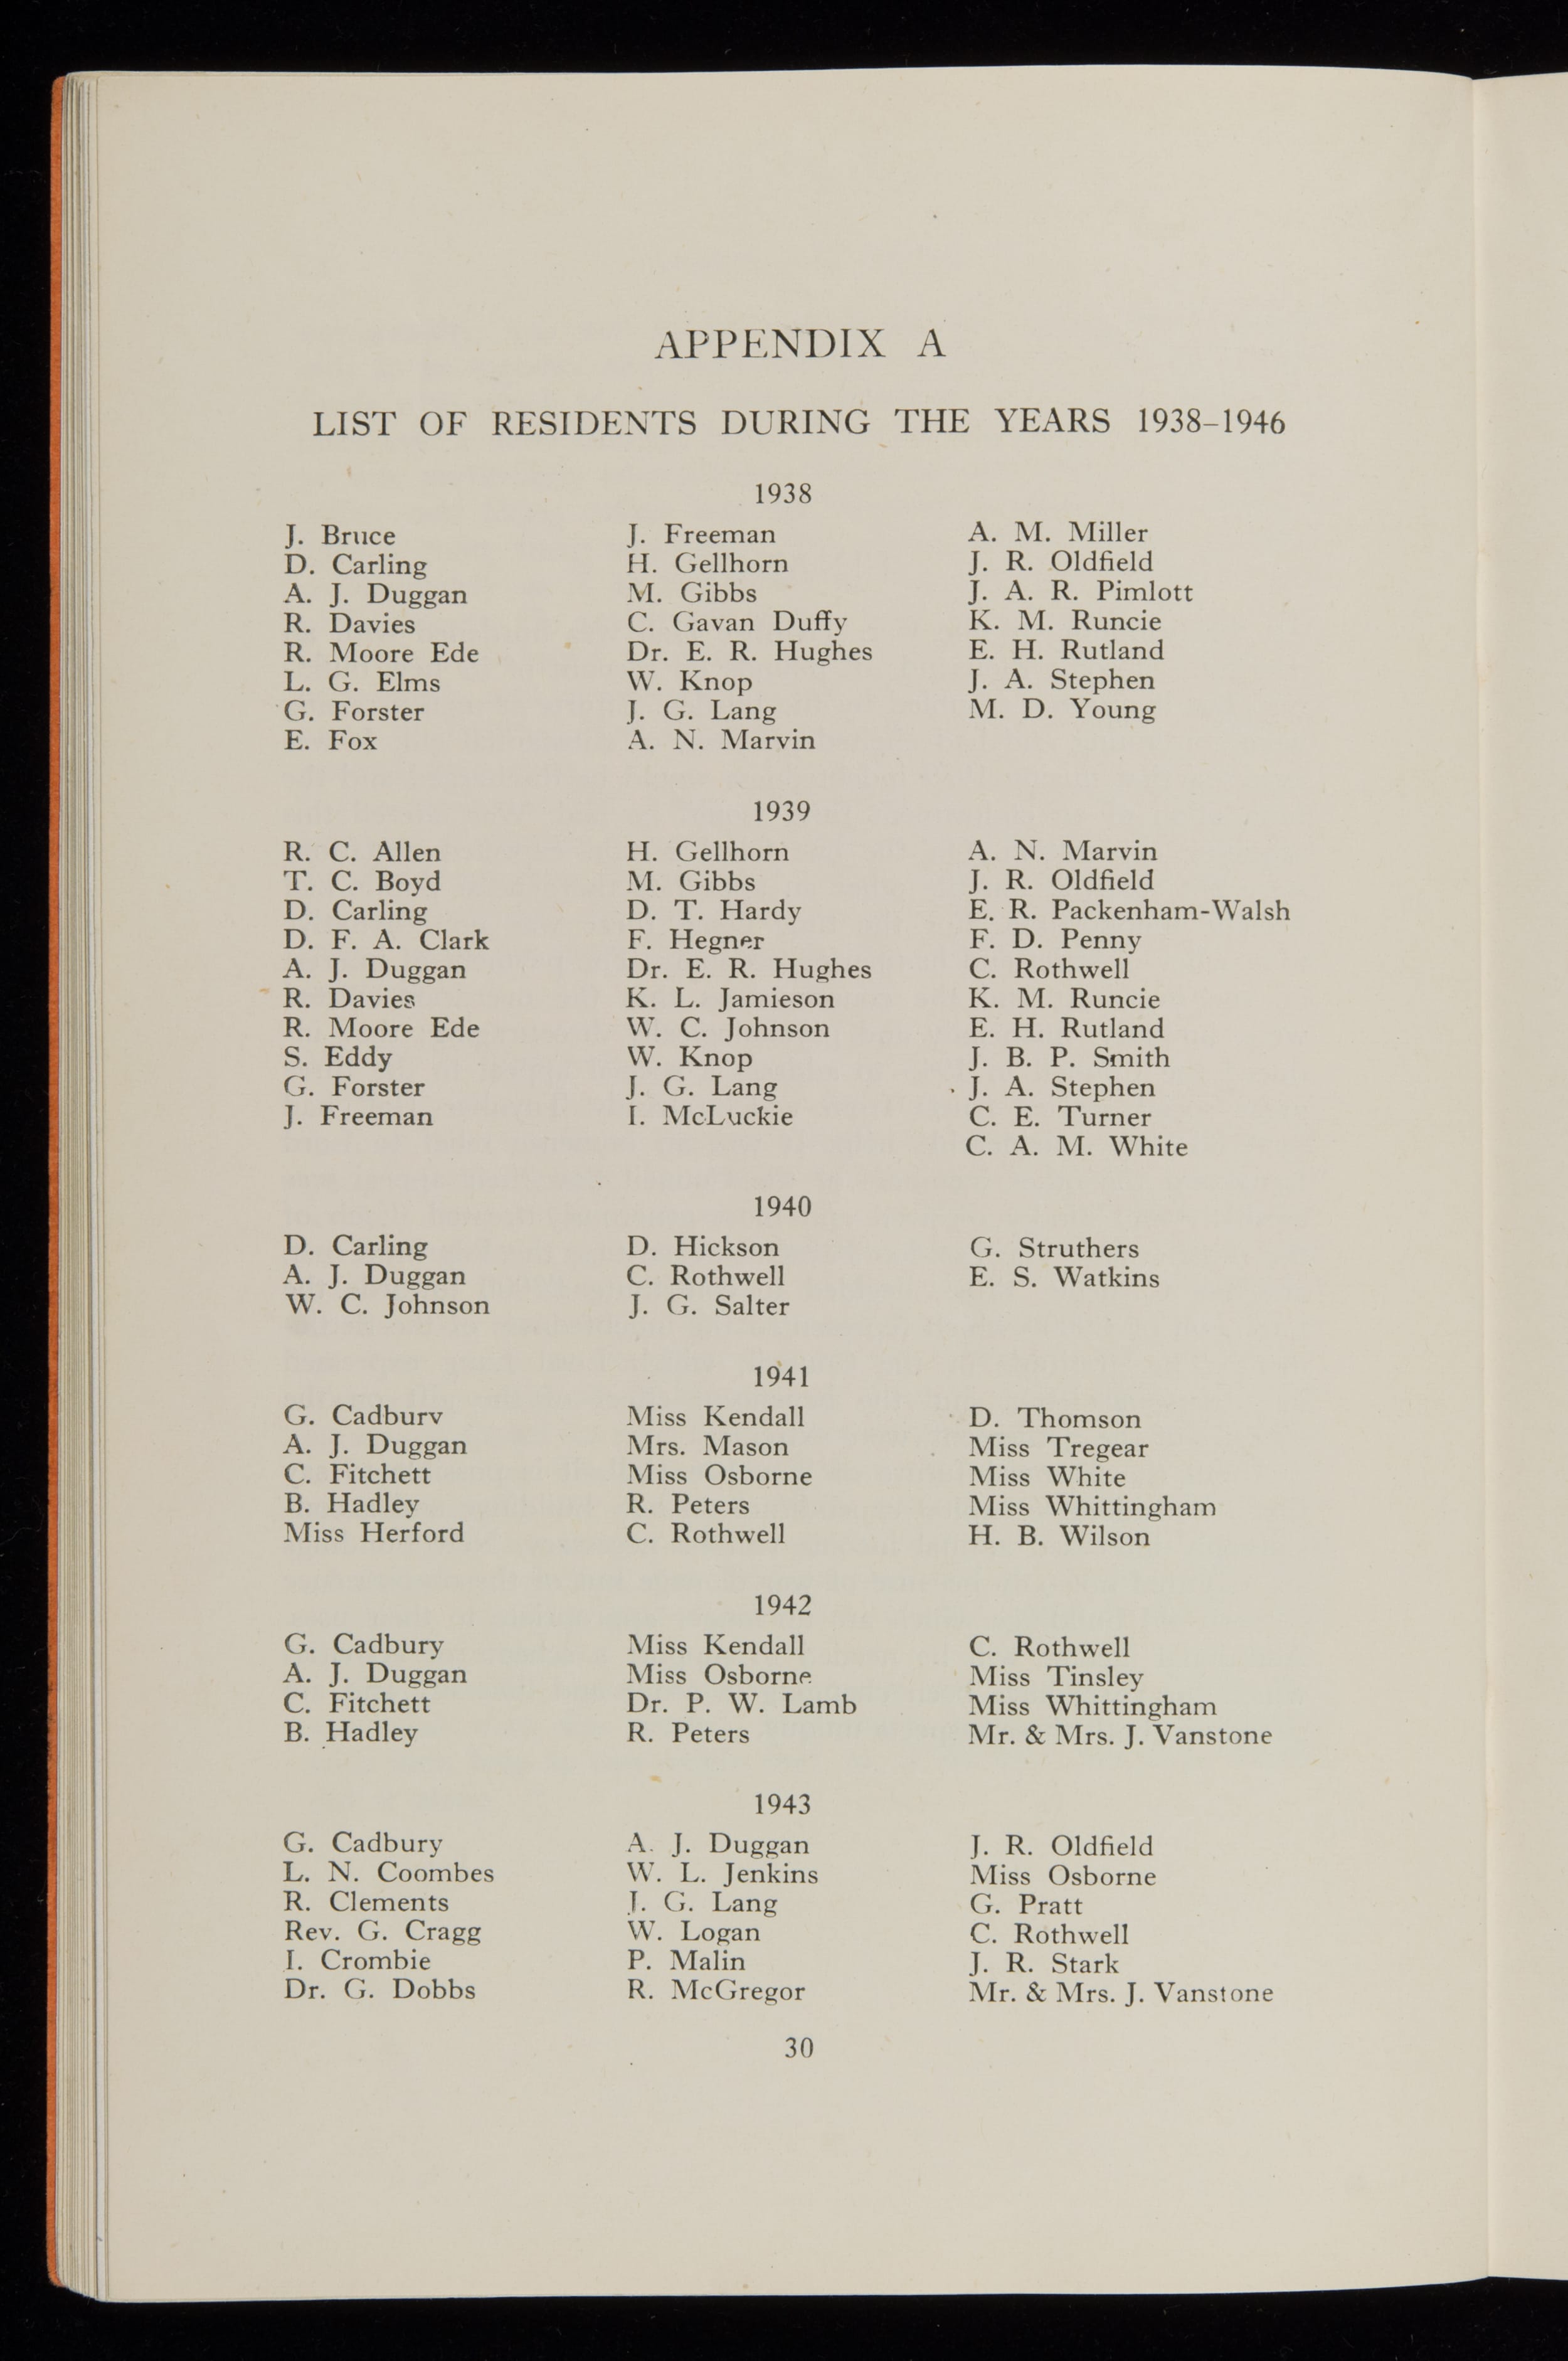 APPENDIX A
LIST OF RESIDENTS DURING THE YEARS 1938–1946
1938
J. Bruce
D. Carling
A. J. Duggan
R. Davies
R. Moore Ede
L. G. Elms
G. Forster
E. Fox
J. Freeman
H. Gellhorn
M. Gibbs
C. Gavan Duffy
Dr. E. R. Hughes
W. Knop
J. G. Lang
A. N. Marvin
A. M. Miller
J. R. Oldfield
J. A. R. Pimlott
K. M. Runcie
E. H. Rutland
J. A. Stephen
M. D. Young
1939
R. C. Allen
T. C. Boyd
D. Carling
D. F. A. Clark
A. J. Duggan
R. Davies
R. Moore Ede
S. Eddy
G. Forster
J. Freeman
H. Gellhorn
M. Gibbs
D. T. Hardy
F. Hegner
Dr. E. R. Hughes
K. L. Jamieson
W. C. Johnson
W. Knop
J. G. Lang
I. McLuckie
A. N. Marvin
J. R. Oldfield
E. R. Packenham-Walsh
F. D. Penny
C. Rothwell
K. M. Runcie
E. H. Rutland
J. B. P. Smith
J. A. Stephen
C. E. Turner
C. A. M. White
1940
D. Carling
A. J. Duggan
W. C. Johnson
D. Hickson
C. Rothwell
J. G. Salter
G. Struthers
E. S. Watkins
1941
G. Cadbury
A. J. Duggan
C. Fitchett
B. Hadley
Miss Herford
Miss Kendall
Mrs. Mason
Miss Osborne
R. Peters
C. Rothwell
D. Thomson
Miss Tregear
Miss White
Miss Whittingham
H. B. Wilson
1942
G. Cadbury
A. J. Duggan
C. Fitchett
B. Hadley
Miss Kendall
Miss Osborne
Dr. P. W. Lamb
R. Peters
C. Rothwell
Miss Tinsley
Miss Whittingham
Mr. & Mrs. J. Vanstone
1943
G. Cadbury
L. N. Coombes
R. Clements
Rev. G. Cragg
I. Crombie
Dr. G. Dobbs
A. J. Duggan
W. L. Jenkins
J. G. Lang
W. Logan
P. Malin
R. McGregor
J. R. Oldfield
Miss Osborne
G. Pratt
C. Rothwell
J. R. Stark
Mr. & Mrs. J. Vanstone
30